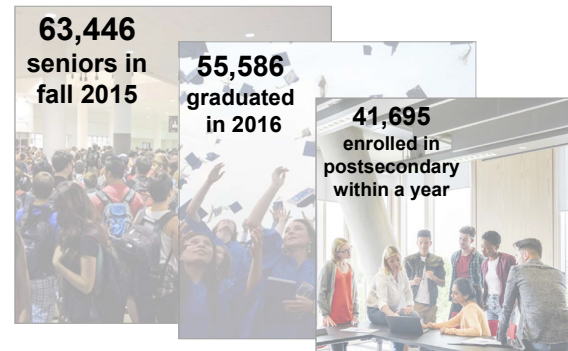 63,446
seniors in
fall 2015
55,586
graduated
in 2016
41,695
enrolled in
postsecondary
within a year